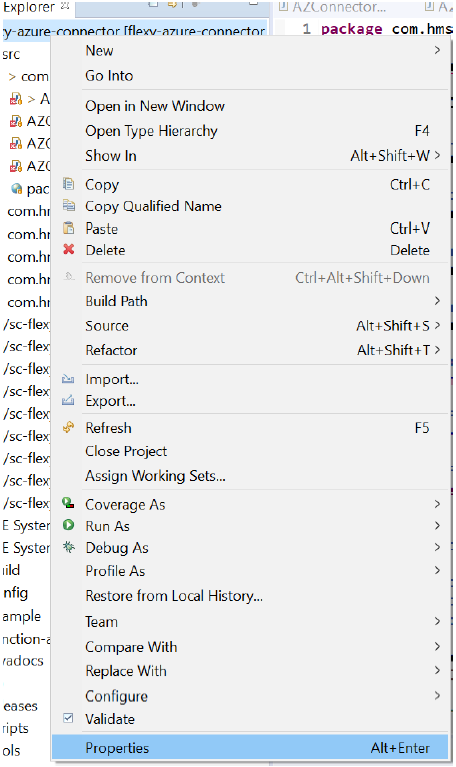 Explorer
AZConnector...
AZ
y-azure-connector [flexy-azure-connector
1 package com.hms
src
> com
> A
AZC
AZC
AZC
pac
com.hr
com.hr
com.hr
com.hr
com.hr
/sc-flex
/sc-flex
/sc-flex
/sc-flex
/sc-flex
/sc-flex
/sc-flex
/sc-flex
/sc-flex
E System
E System
uild
nfig
ample
nction-a
vadocs
eases
ripts
ols
New
Go Into
Open in New Window
Open Type Hierarchy F4
Show In Alt+Shift+W >
Copy Ctrl+C
Copy Qualified Name
Paste Ctrl+V
Delete Delete
Remove from Context Ctrl+Alt+Shift+Down
Build Path
Source Alt+Shift+S >
Refactor Alt+Shift+T >
Import...
Export...
Refresh F5
Close Project
Assign Working Sets...
Coverage As
Run As
Debug As
Profile As
Restore from Local History...
Team
Compare With
Replace With
Configure
Validate
Properties Alt+Enter